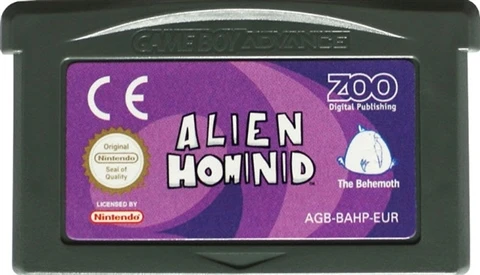 GAME BOY ADVANCE
CE
ZOO
Digital Publishing
ALIEN
HOMINID
TM
Original
Nintendo
Seal of
Quality
The Behemoth
LICENSED BY
Nintendo
AGB-BAHP-EUR